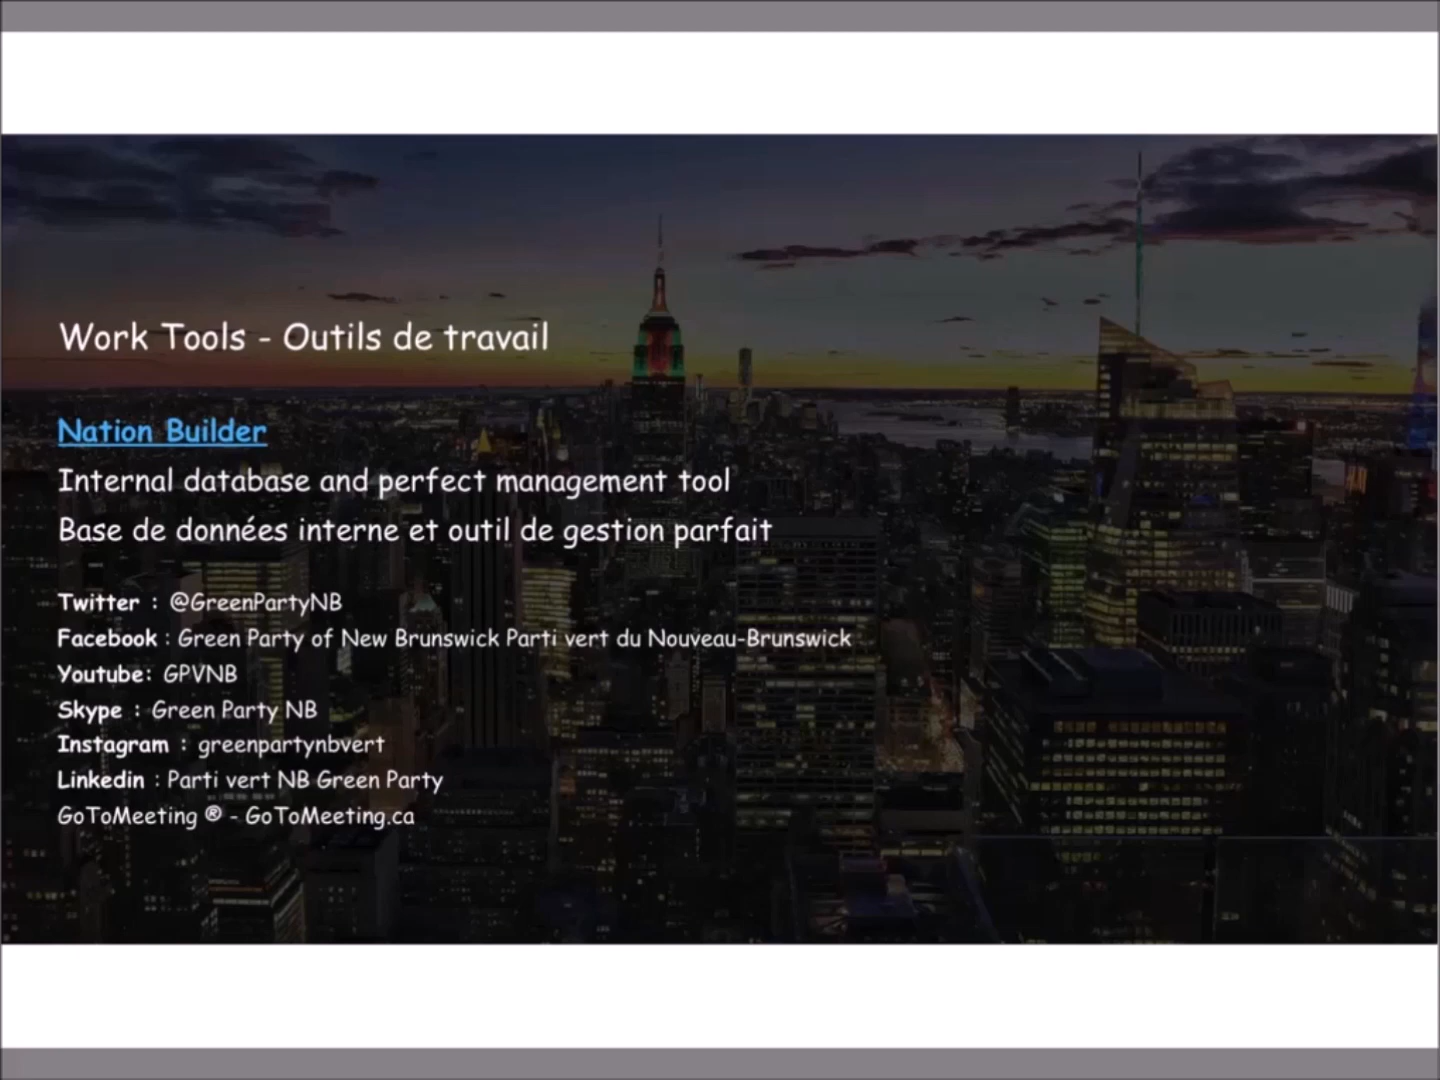 Work Tools - Outils de travail
Nation Builder
Internal database and perfect management tool
Base de données interne et outil de gestion parfait
Twitter : @GreenPartyNB
Facebook : Green Party of New Brunswick Parti vert du Nouveau-Brunswick
Youtube: GPVNB
Skype : Green Party NB
Instagram : greenpartynbvert
Linkedin : Parti vert NB Green Party
GoToMeeting ® - GoToMeeting.ca